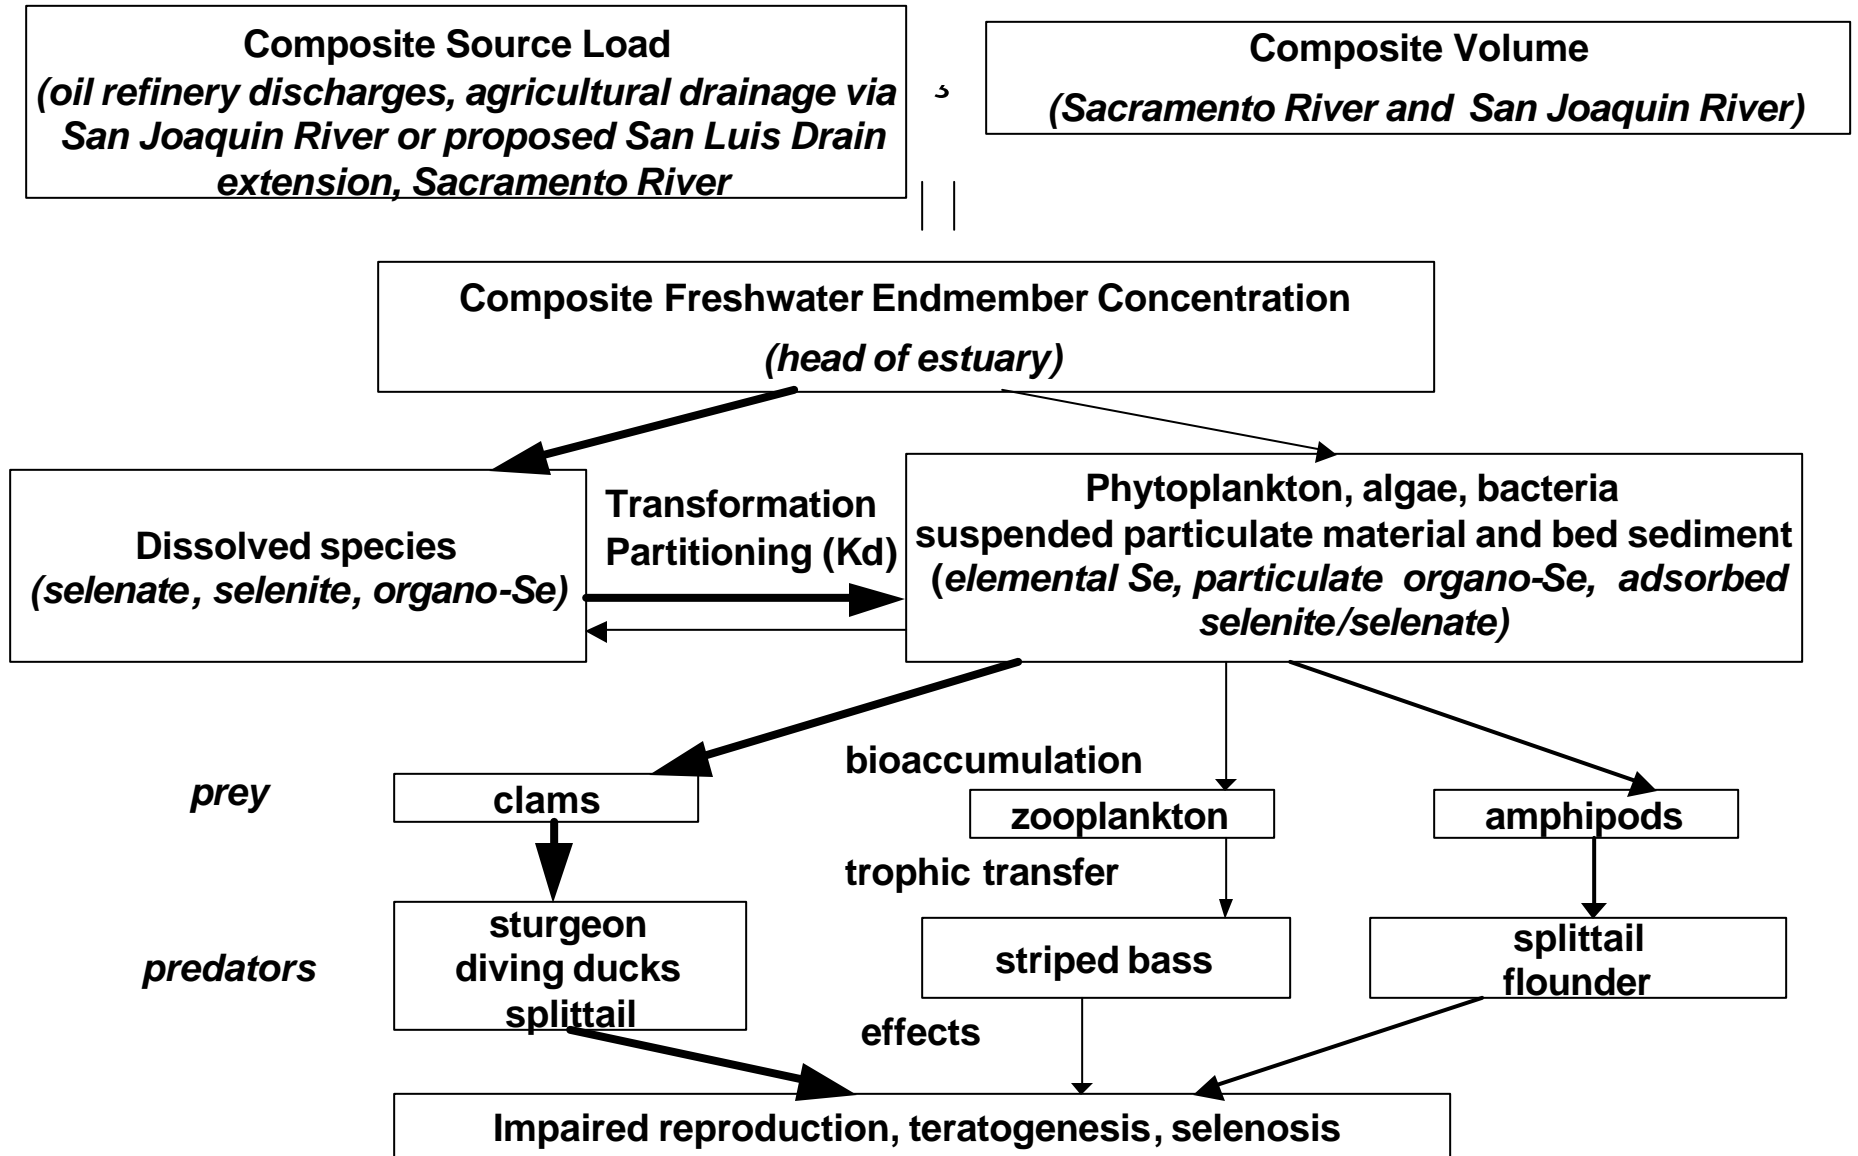 Composite Source Load
(oil refinery discharges, agricultural drainage via
San Joaquin River or proposed San Luis Drain
extension, Sacramento River
Composite Volume
(Sacramento River and San Joaquin River)
Composite Freshwater Endmember Concentration
(head of estuary)
Dissolved species
(selenate, selenite, organo-Se)
Transformation
Partitioning (Kd)
Phytoplankton, algae, bacteria
suspended particulate material and bed sediment
(elemental Se, particulate organo-Se, adsorbed
selenite/selenate)
bioaccumulation
prey
clams
zooplankton
amphipods
trophic transfer
predators
sturgeon
diving ducks
splittail
striped bass
splittail
flounder
effects
Impaired reproduction, teratogenesis, selenosis